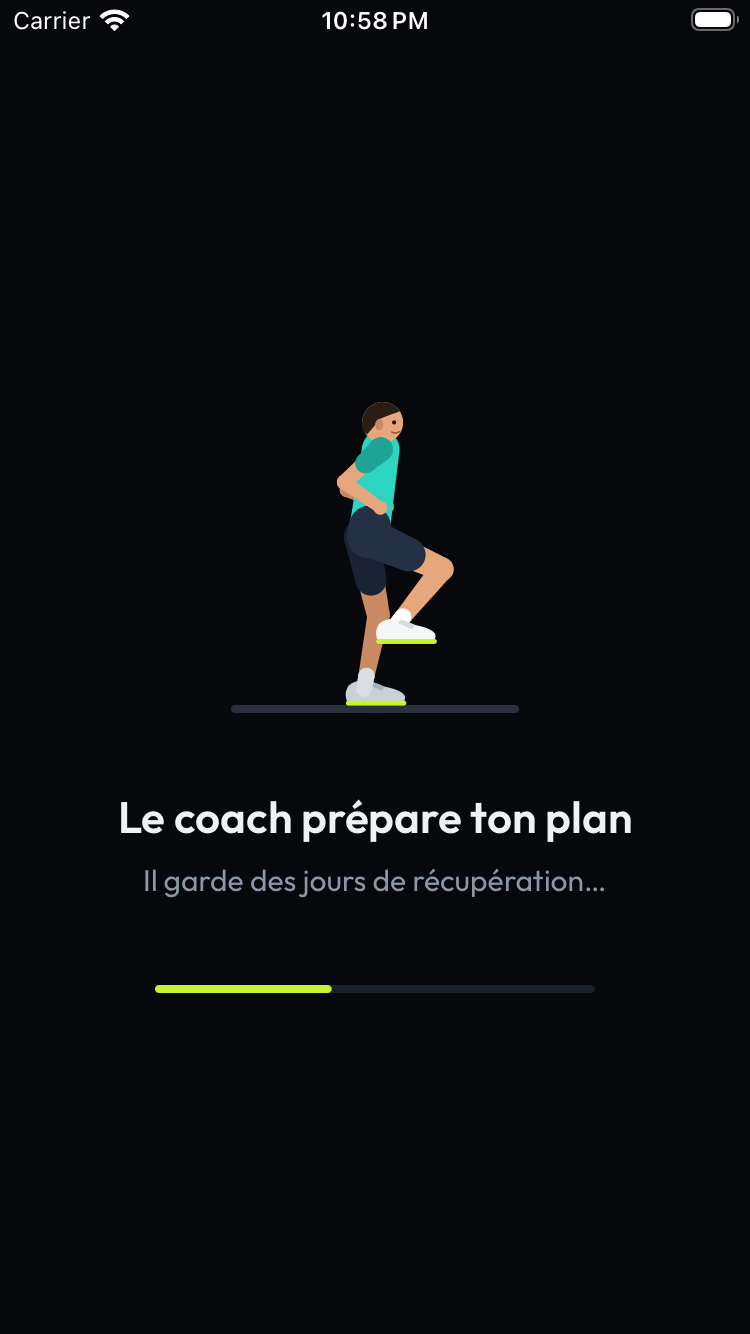 Carrier 10:58 PM
Le coach prépare ton plan
Il garde des jours de récupération…